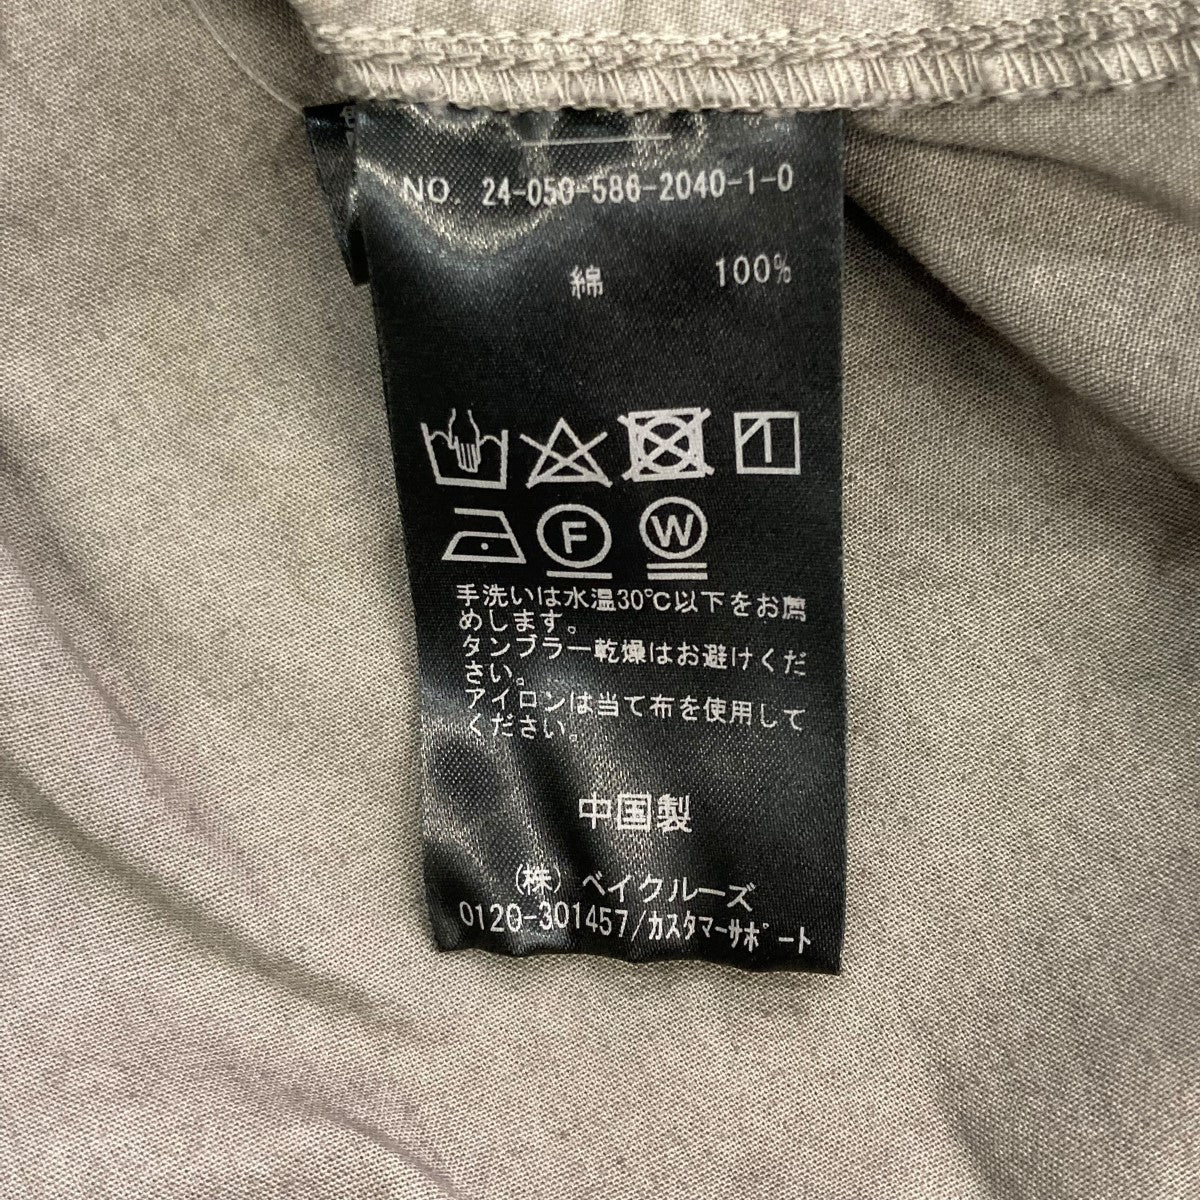 NO. 24-050-586-2040-1-0
綿 100%
F W
手洗いは水温30℃以下をお薦
めします。
タンブラー乾燥はお避けくだ
さい。
アイロンは当て布を使用して
ください。
中国製
(株) ベイクルーズ
0120-301457/カスタマーサポート